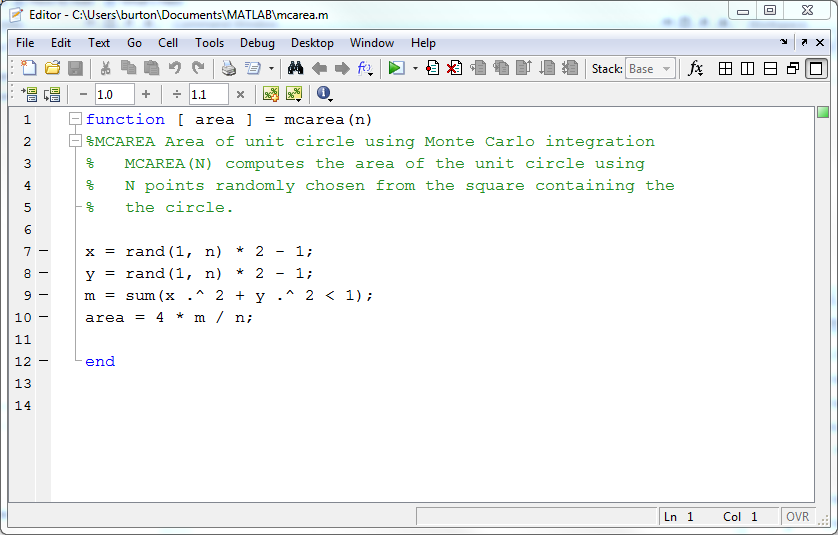 Editor - C:\Users\burton\Documents\MATLAB\mcarea.m
File Edit Text Go Cell Tools Debug Desktop Window Help
Stack: Base fx
- 1.0 + ÷ 1.1 ×
1 function [ area ] = mcarea(n)
2 %MCAREA Area of unit circle using Monte Carlo integration
3 %   MCAREA(N) computes the area of the unit circle using
4 %   N points randomly chosen from the square containing the
5 %   the circle.
6
7 x = rand(1, n) * 2 - 1;
8 y = rand(1, n) * 2 - 1;
9 m = sum(x .^ 2 + y .^ 2 < 1);
10 area = 4 * m / n;
11
12 end
13
14
Ln 1 Col 1 OVR